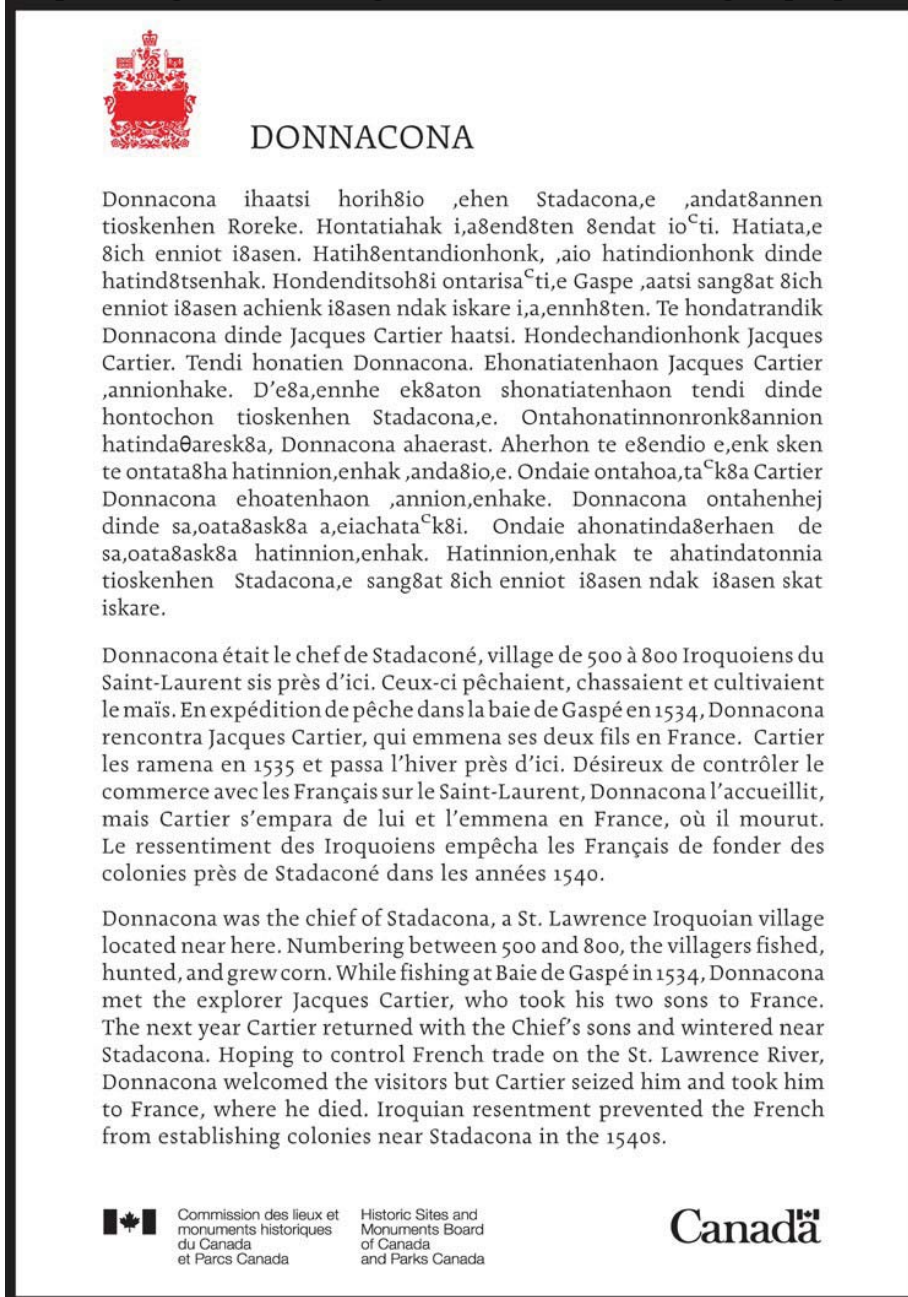 DONNACONA
Donnacona ihaatsi horih8io ,ehen Stadacona,e ,andat8annen
tioskenhen Roreke. Hontatiahak i,a8end8ten 8endat ioᶜti. Hatiata,e
8ich enniot i8asen. Hatih8entandionhonk, ,aio hatindionhonk dinde
hatind8tsenhak. Hondenditsoh8i ontarisaᶜti,e Gaspe ,aatsi sang8at 8ich
enniot i8asen achienk i8asen ndak iskare i,a,ennh8ten. Te hondatrandik
Donnacona dinde Jacques Cartier haatsi. Hondechandionhonk Jacques
Cartier. Tendi honatien Donnacona. Ehonatiatenhaon Jacques Cartier
,annionhake. D'e8a,ennhe ek8aton shonatiatenhaon tendi dinde
hontochon tioskenhen Stadacona,e. Ontahonatinnonronk8annion
hatindaθaresk8a, Donnacona ahaerast. Aherhon te e8endio e,enk sken
te ontata8ha hatinnion,enhak ,anda8io,e. Ondaie ontahoa,taᶜk8a Cartier
Donnacona ehoatenhaon ,annion,enhake. Donnacona ontahenhej
dinde sa,oata8ask8a a,eiachataᶜk8i. Ondaie ahonatinda8erhaen de
sa,oata8ask8a hatinnion,enhak. Hatinnion,enhak te ahatindatonnia
tioskenhen Stadacona,e sang8at 8ich enniot i8asen ndak i8asen skat
iskare.
Donnacona était le chef de Stadaconé, village de 500 à 800 Iroquoiens du
Saint-Laurent sis près d'ici. Ceux-ci pêchaient, chassaient et cultivaient
le maïs. En expédition de pêche dans la baie de Gaspé en 1534, Donnacona
rencontra Jacques Cartier, qui emmena ses deux fils en France. Cartier
les ramena en 1535 et passa l'hiver près d'ici. Désireux de contrôler le
commerce avec les Français sur le Saint-Laurent, Donnacona l'accueillit,
mais Cartier s'empara de lui et l'emmena en France, où il mourut.
Le ressentiment des Iroquoiens empêcha les Français de fonder des
colonies près de Stadaconé dans les années 1540.
Donnacona was the chief of Stadacona, a St. Lawrence Iroquoian village
located near here. Numbering between 500 and 800, the villagers fished,
hunted, and grew corn. While fishing at Baie de Gaspé in 1534, Donnacona
met the explorer Jacques Cartier, who took his two sons to France.
The next year Cartier returned with the Chief's sons and wintered near
Stadacona. Hoping to control French trade on the St. Lawrence River,
Donnacona welcomed the visitors but Cartier seized him and took him
to France, where he died. Iroquian resentment prevented the French
from establishing colonies near Stadacona in the 1540s.
Commission des lieux et
monuments historiques
du Canada
et Parcs Canada
Historic Sites and
Monuments Board
of Canada
and Parks Canada
Canada